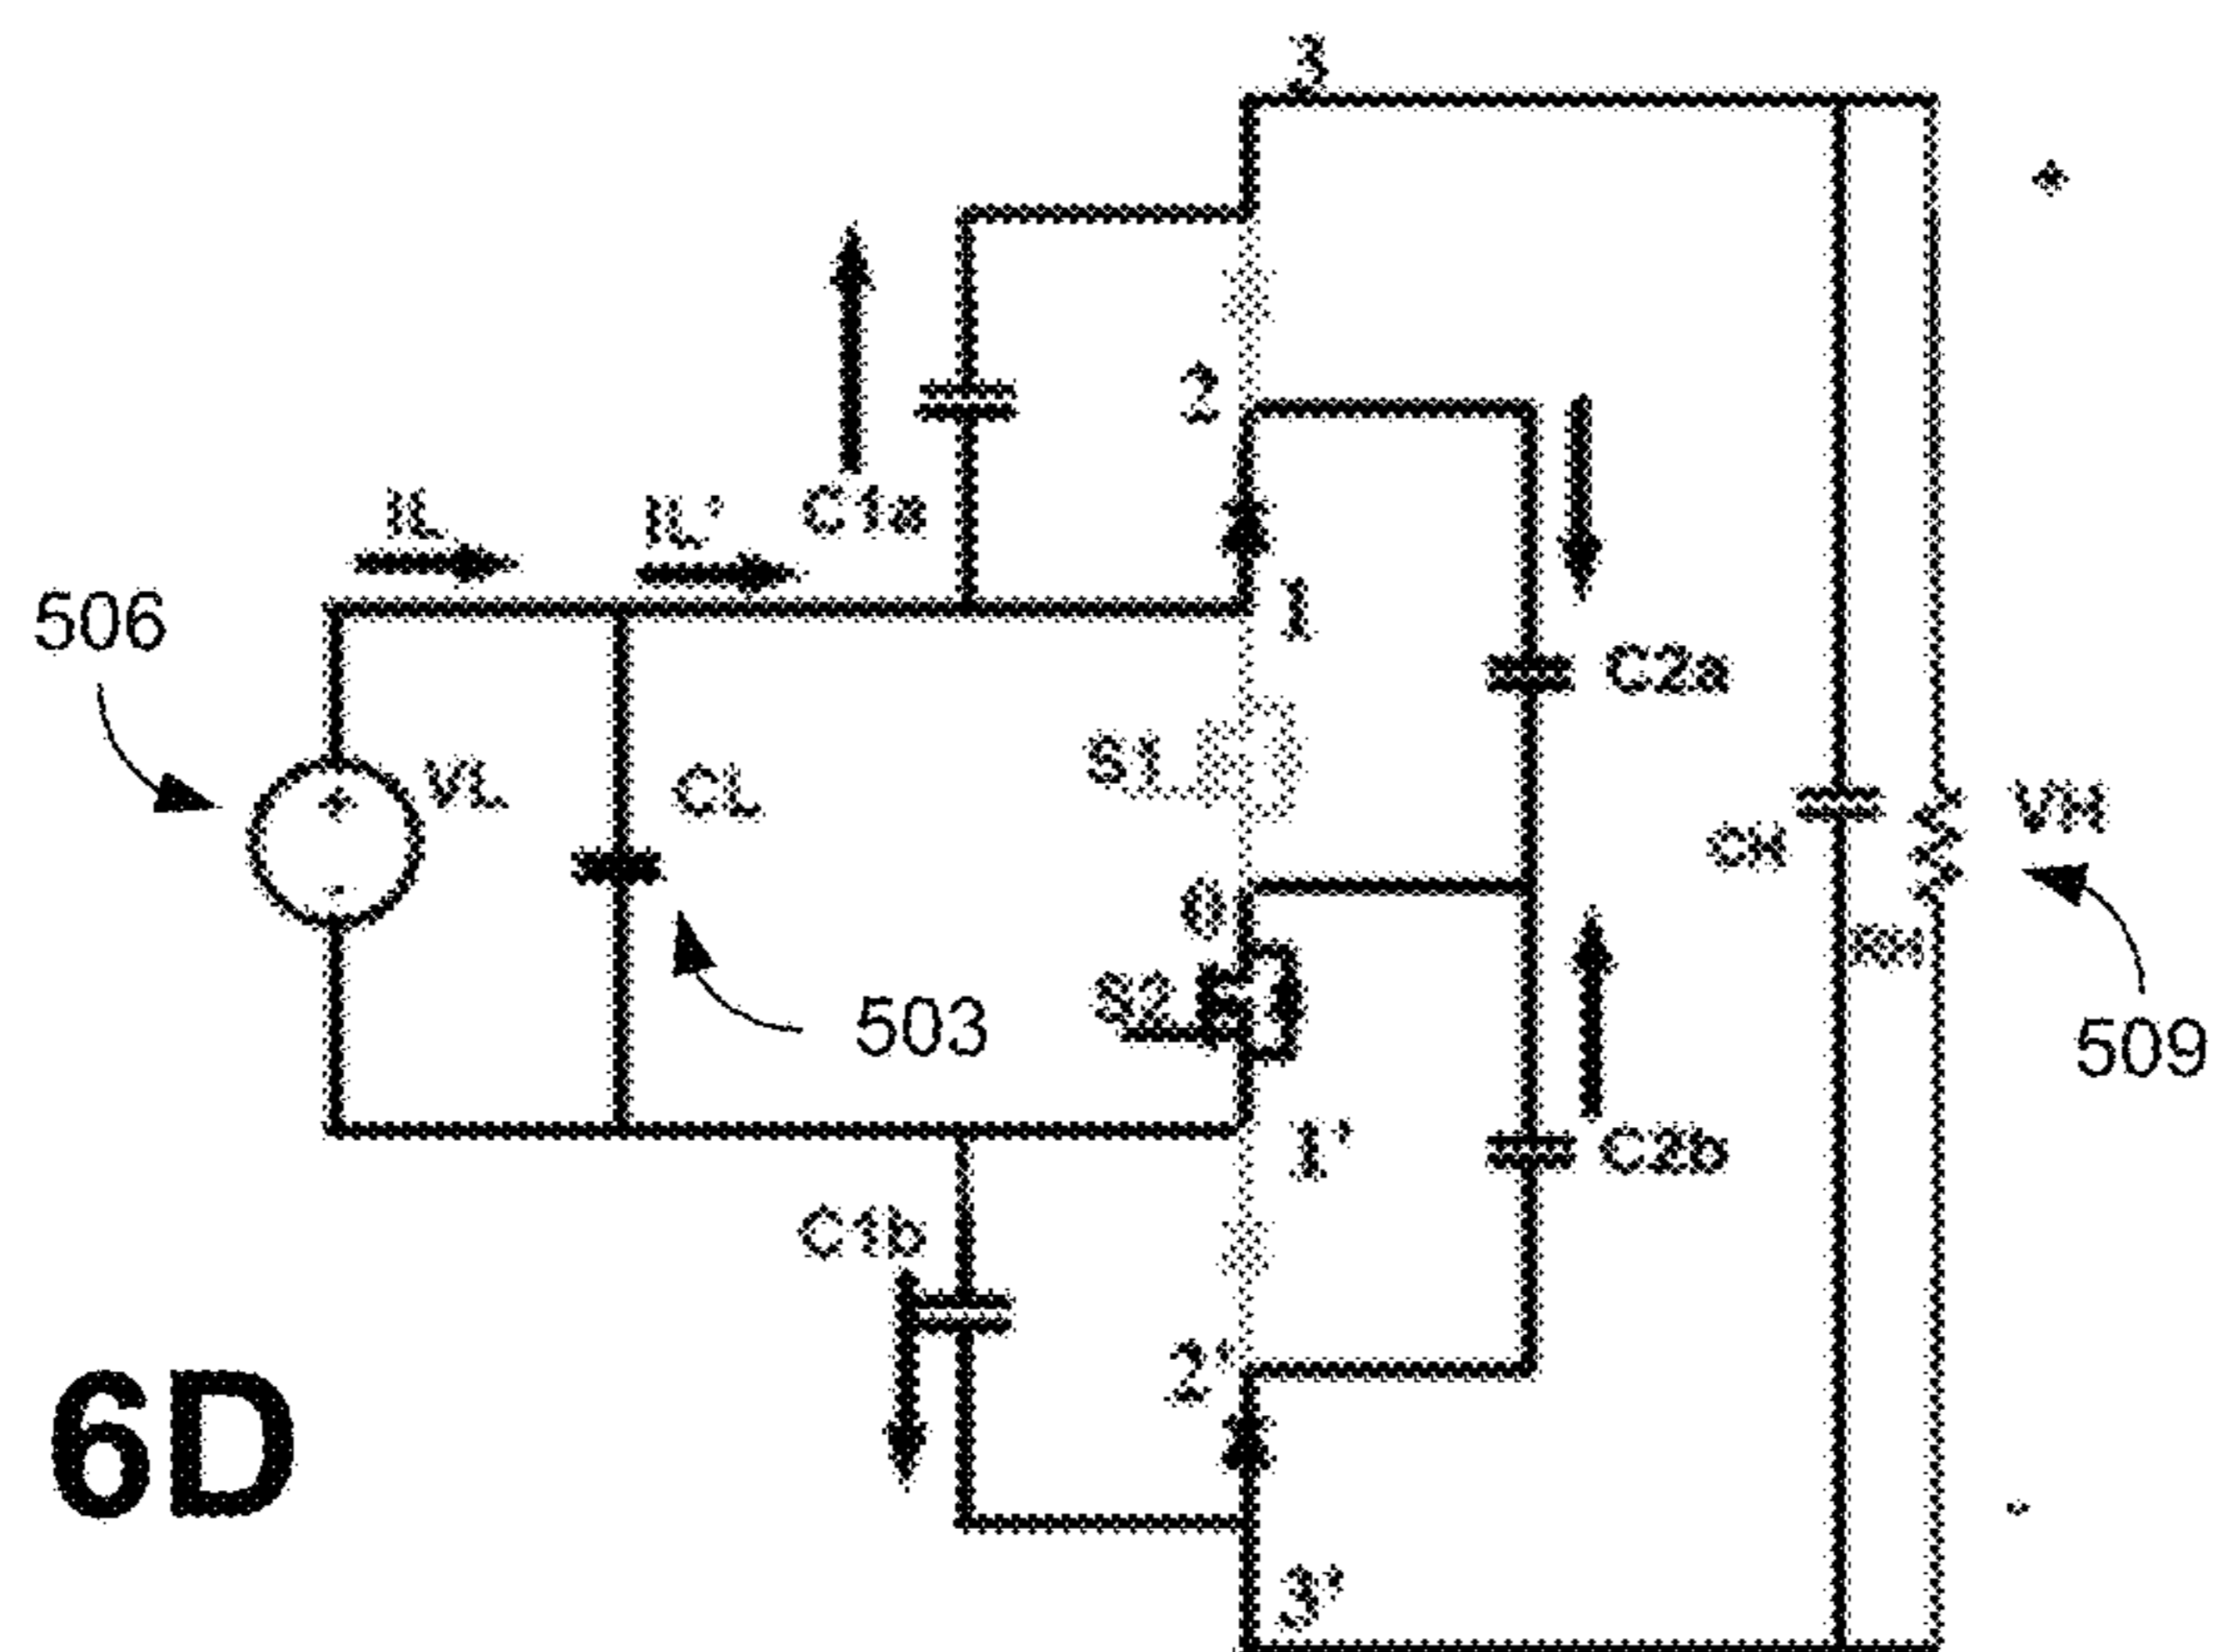 3
+
2
IL
IL'
C1a
506
1
C2a
VL
+
CL
S1
VH
CH
-
0
S2
RH
503
509
1'
C2b
C1b
2'
6D
-
3'